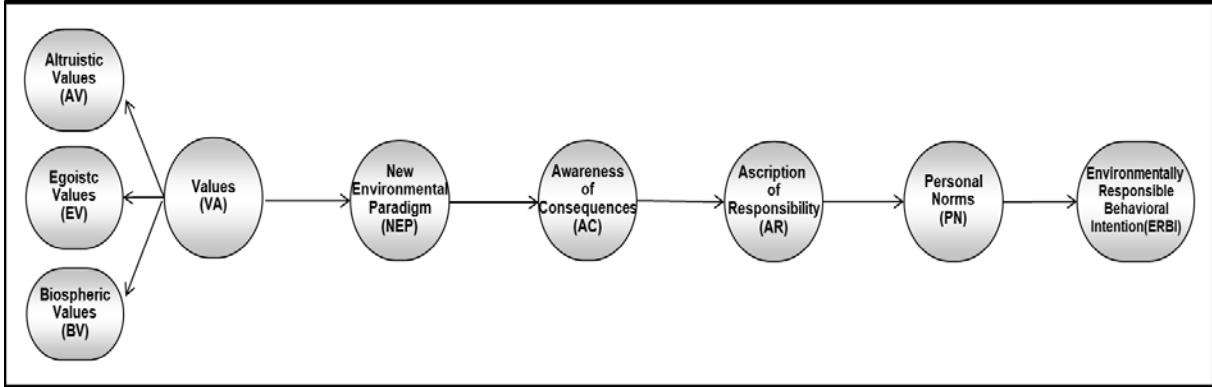 Altruistic
Values
(AV)
Egoistc
Values
(EV)
Biospheric
Values
(BV)
Values
(VA)
New
Environmental
Paradigm
(NEP)
Awareness
of
Consequences
(AC)
Ascription
of
Responsibility
(AR)
Personal
Norms
(PN)
Environmentally
Responsible
Behavioral
Intention(ERBI)